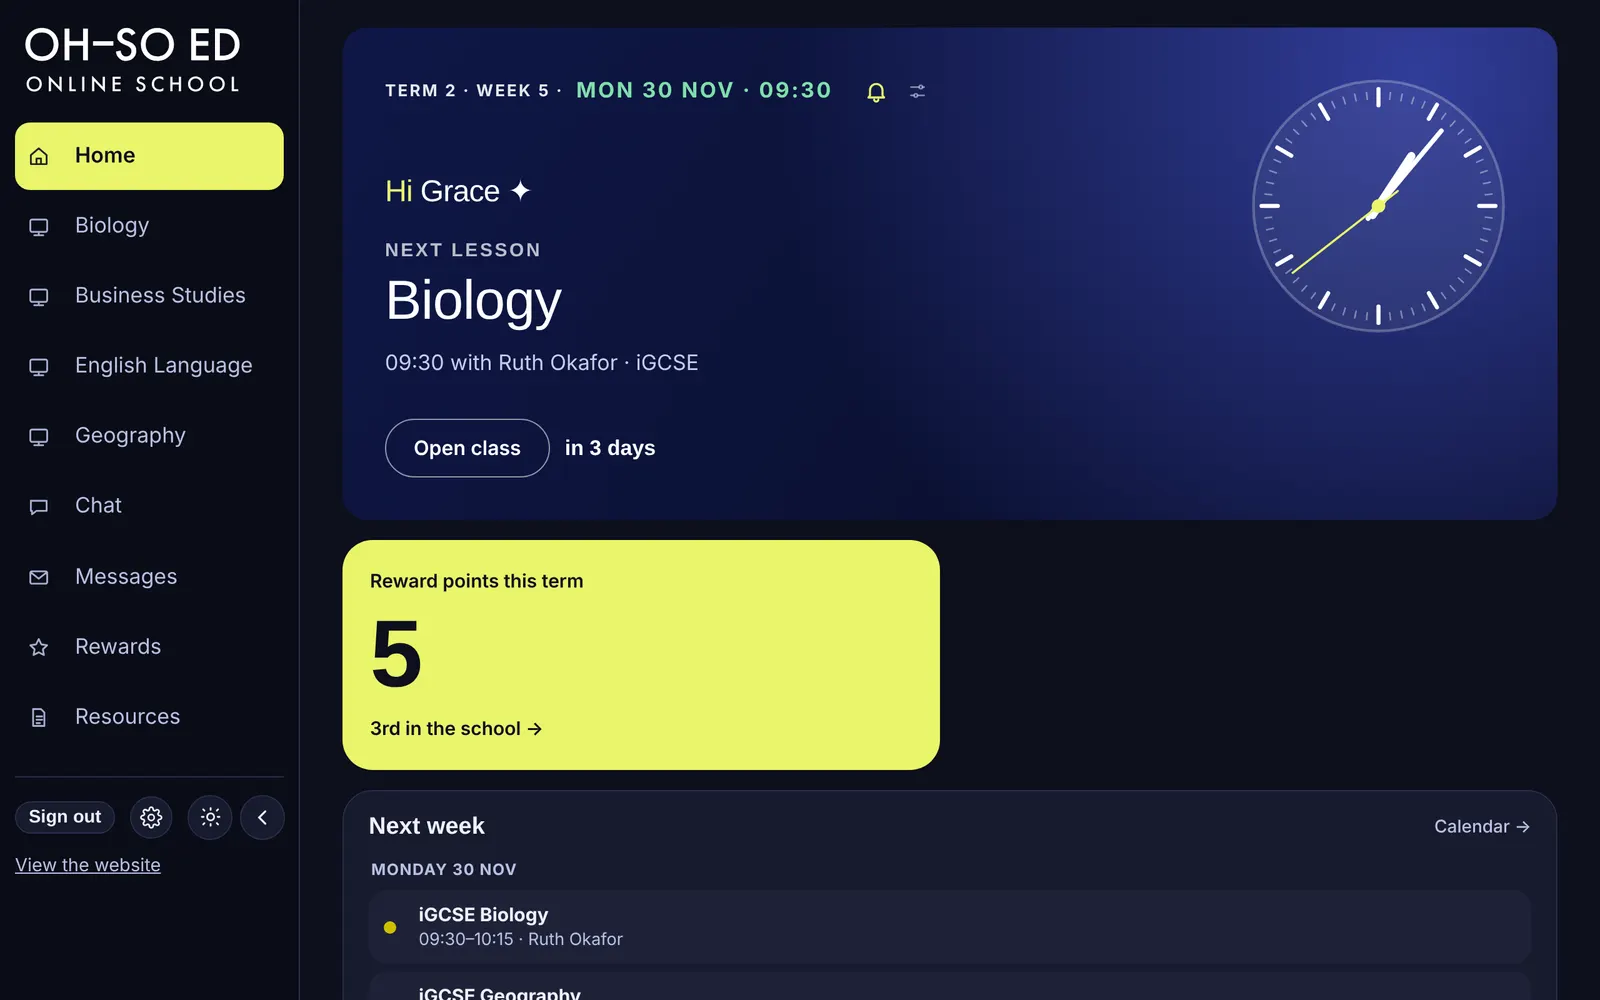 OH-SO ED
ONLINE SCHOOL
Home
Biology
Business Studies
English Language
Geography
Chat
Messages
Rewards
Resources
Sign out
View the website
TERM 2 · WEEK 5 · MON 30 NOV · 09:30
Hi Grace ✦
NEXT LESSON
Biology
09:30 with Ruth Okafor · iGCSE
Open class in 3 days
Reward points this term
5
3rd in the school →
Next week
Calendar →
MONDAY 30 NOV
iGCSE Biology
09:30–10:15 · Ruth Okafor
iGCSE Geography